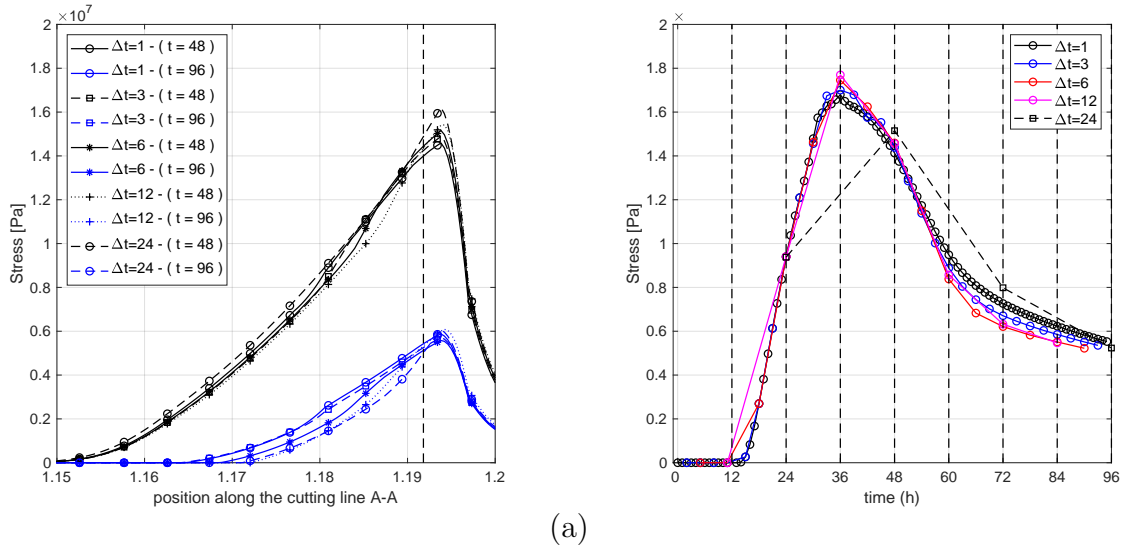 ×10⁷
Stress [Pa]
2
1.8
1.6
1.4
1.2
1
0.8
0.6
0.4
0.2
0
Δt=1 - ( t = 48 )
Δt=1 - ( t = 96 )
Δt=3 - ( t = 48 )
Δt=3 - ( t = 96 )
Δt=6 - ( t = 48 )
Δt=6 - ( t = 96 )
Δt=12 - ( t = 48 )
Δt=12 - ( t = 96 )
Δt=24 - ( t = 48 )
Δt=24 - ( t = 96 )
1.15 1.16 1.17 1.18 1.19 1.2
position along the cutting line A-A
×
Stress [Pa]
2
1.8
1.6
1.4
1.2
1
0.8
0.6
0.4
0.2
0
Δt=1
Δt=3
Δt=6
Δt=12
Δt=24
0 12 24 36 48 60 72 84 96
time (h)
(a)